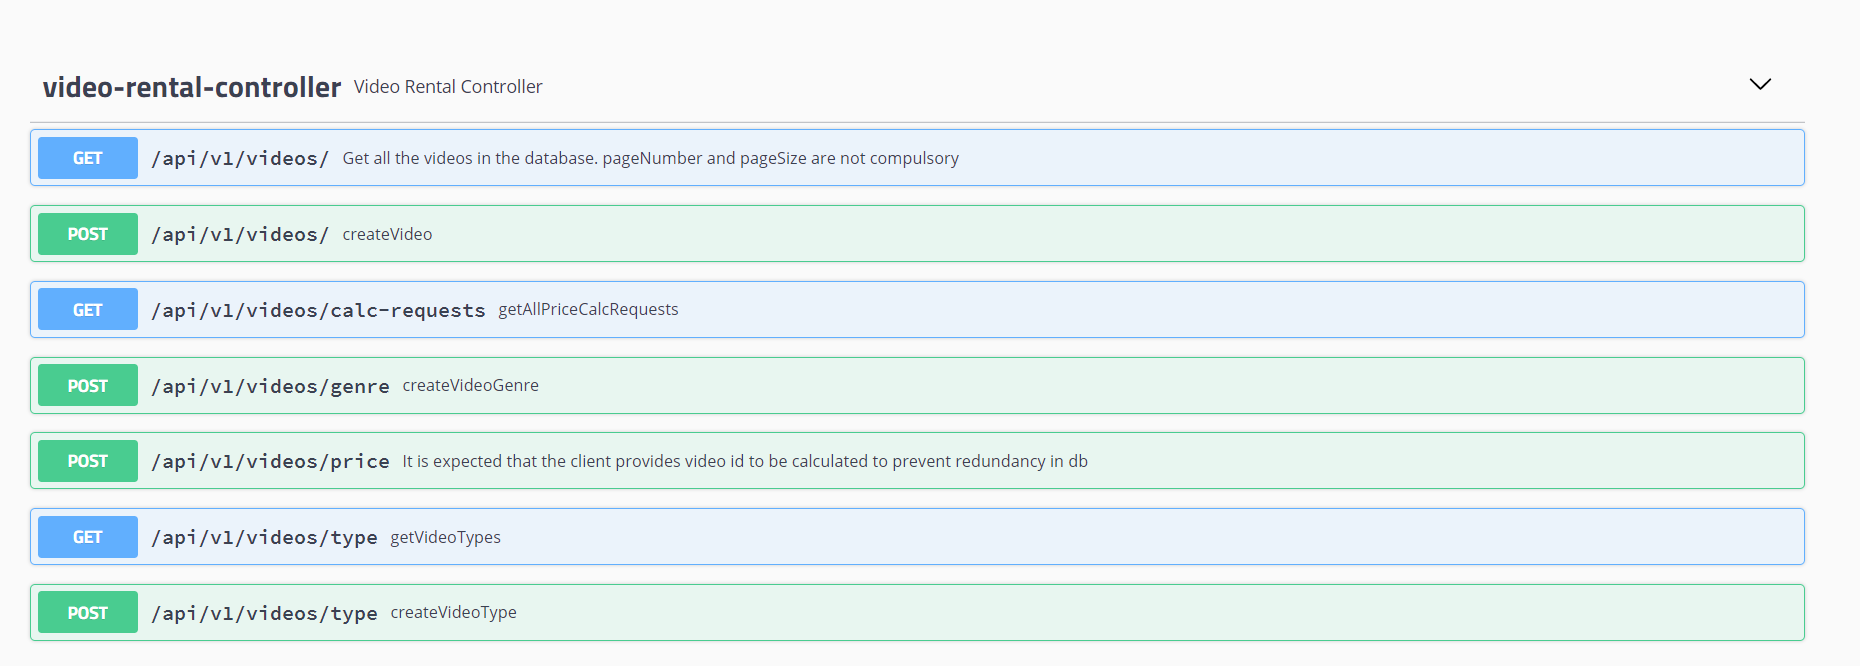 video-rental-controller Video Rental Controller
GET /api/v1/videos/ Get all the videos in the database. pageNumber and pageSize are not compulsory
POST /api/v1/videos/ createVideo
GET /api/v1/videos/calc-requests getAllPriceCalcRequests
POST /api/v1/videos/genre createVideoGenre
POST /api/v1/videos/price It is expected that the client provides video id to be calculated to prevent redundancy in db
GET /api/v1/videos/type getVideoTypes
POST /api/v1/videos/type createVideoType